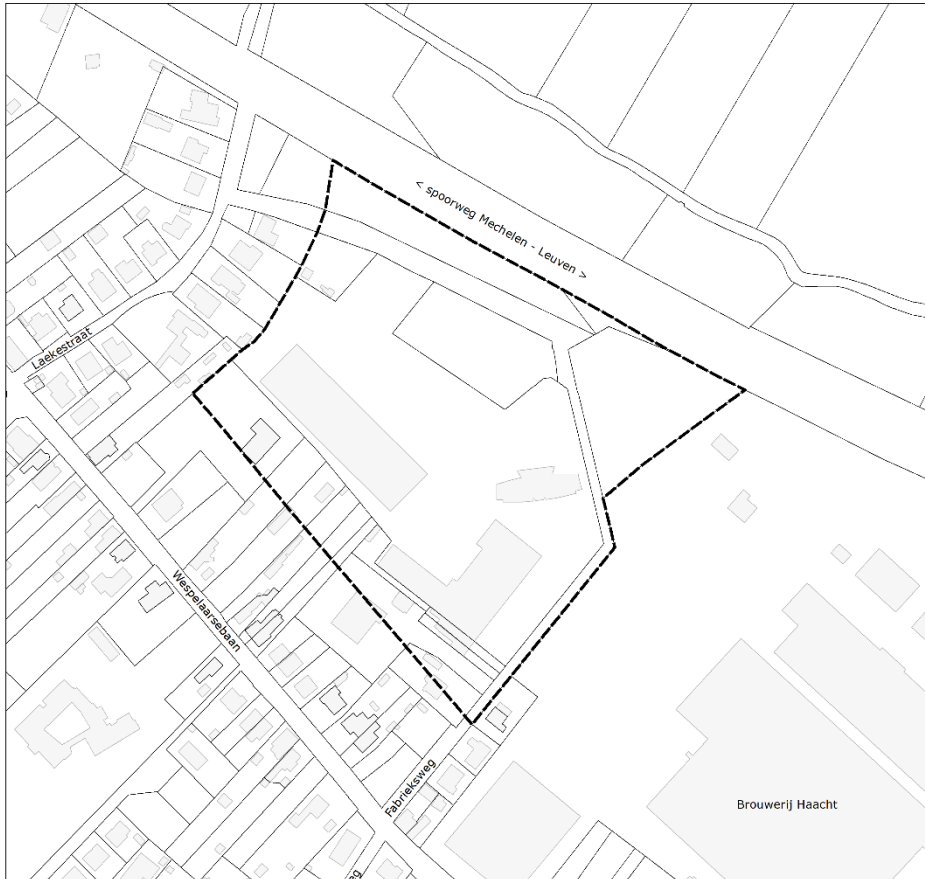 < spoorweg Mechelen - Leuven >
Laekestraat
Wespelaarsebaan
Fabrieksweg
Brouwerij Haacht